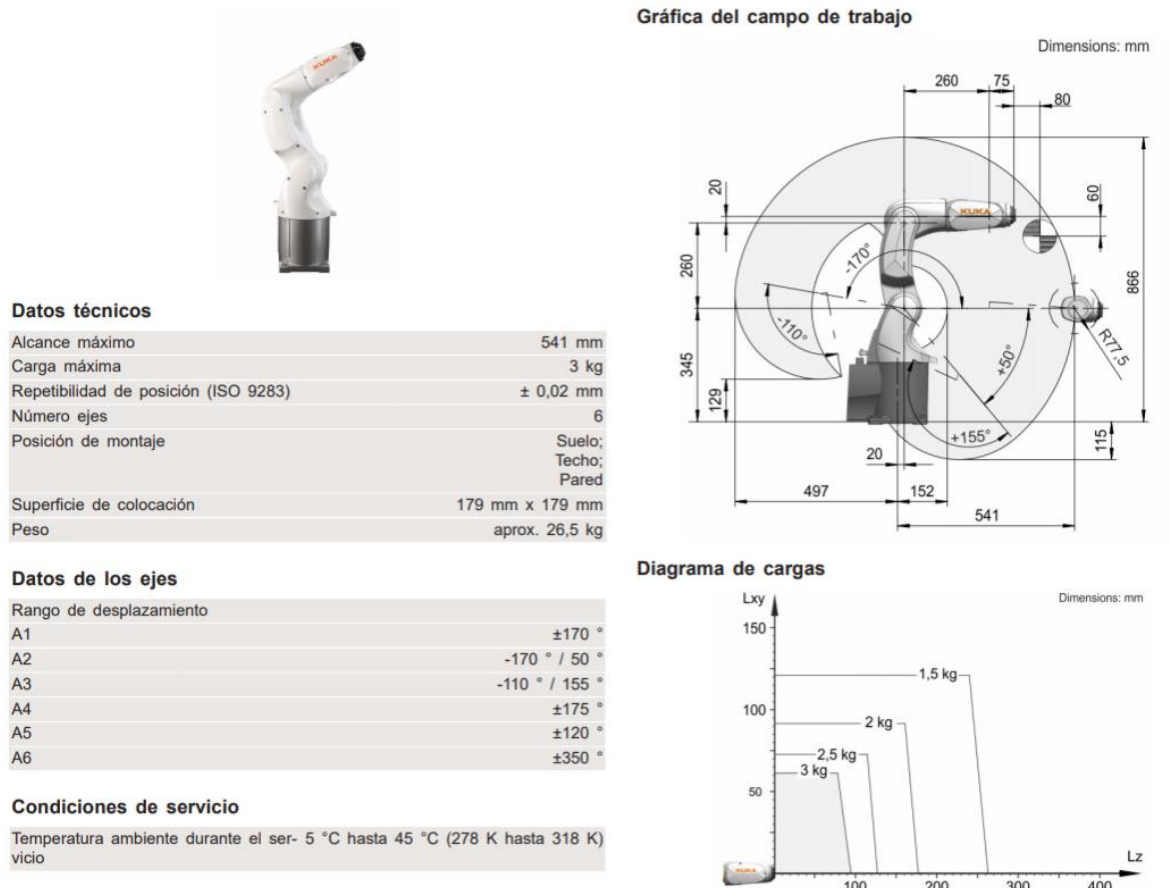 Datos técnicos
Alcance máximo 541 mm
Carga máxima 3 kg
Repetibilidad de posición (ISO 9283) ± 0,02 mm
Número ejes 6
Posición de montaje Suelo;
Techo;
Pared
Superficie de colocación 179 mm x 179 mm
Peso aprox. 26,5 kg
Datos de los ejes
Rango de desplazamiento
A1 ±170 °
A2 -170 ° / 50 °
A3 -110 ° / 155 °
A4 ±175 °
A5 ±120 °
A6 ±350 °
Condiciones de servicio
Temperatura ambiente durante el ser- 5 °C hasta 45 °C (278 K hasta 318 K)
vicio
KUKA
Gráfica del campo de trabajo
Dimensions: mm
260 75
80
20
60
KUKA
260
-170°
866
-110°
R77,5
+50°
345
129
+155°
115
20
497 152
541
Diagrama de cargas
Lxy
Dimensions: mm
150
1,5 kg
100
2 kg
2,5 kg
3 kg
50
Lz
KUKA
100 200 300 400